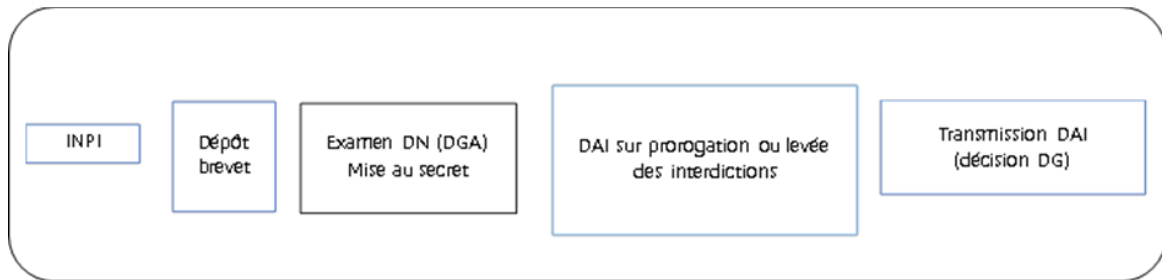 INPI
Dépôt
brevet
Examen DN (DGA)
Mise au secret
DAI sur prorogation ou levée
des interdictions
Transmission DAI
(décision DG)